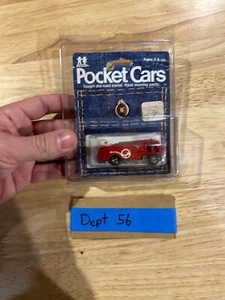 Ages 3 & up.
Pocket Cars
Tough die-cast metal. Real moving parts.
Dept 56